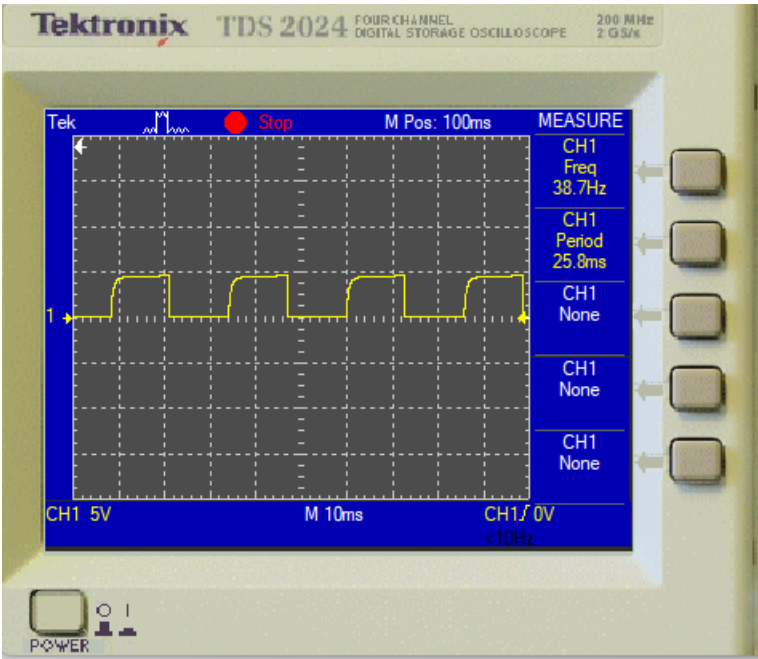 Tektronix TDS 2024 FOUR CHANNEL DIGITAL STORAGE OSCILLOSCOPE 200 MHz 2 GS/s
Tek Stop M Pos: 100ms MEASURE
CH1
Freq
38.7Hz
CH1
Period
25.8ms
1
CH1
None
CH1
None
CH1
None
CH1 5V M 10ms CH1 0V
<10Hz
POWER